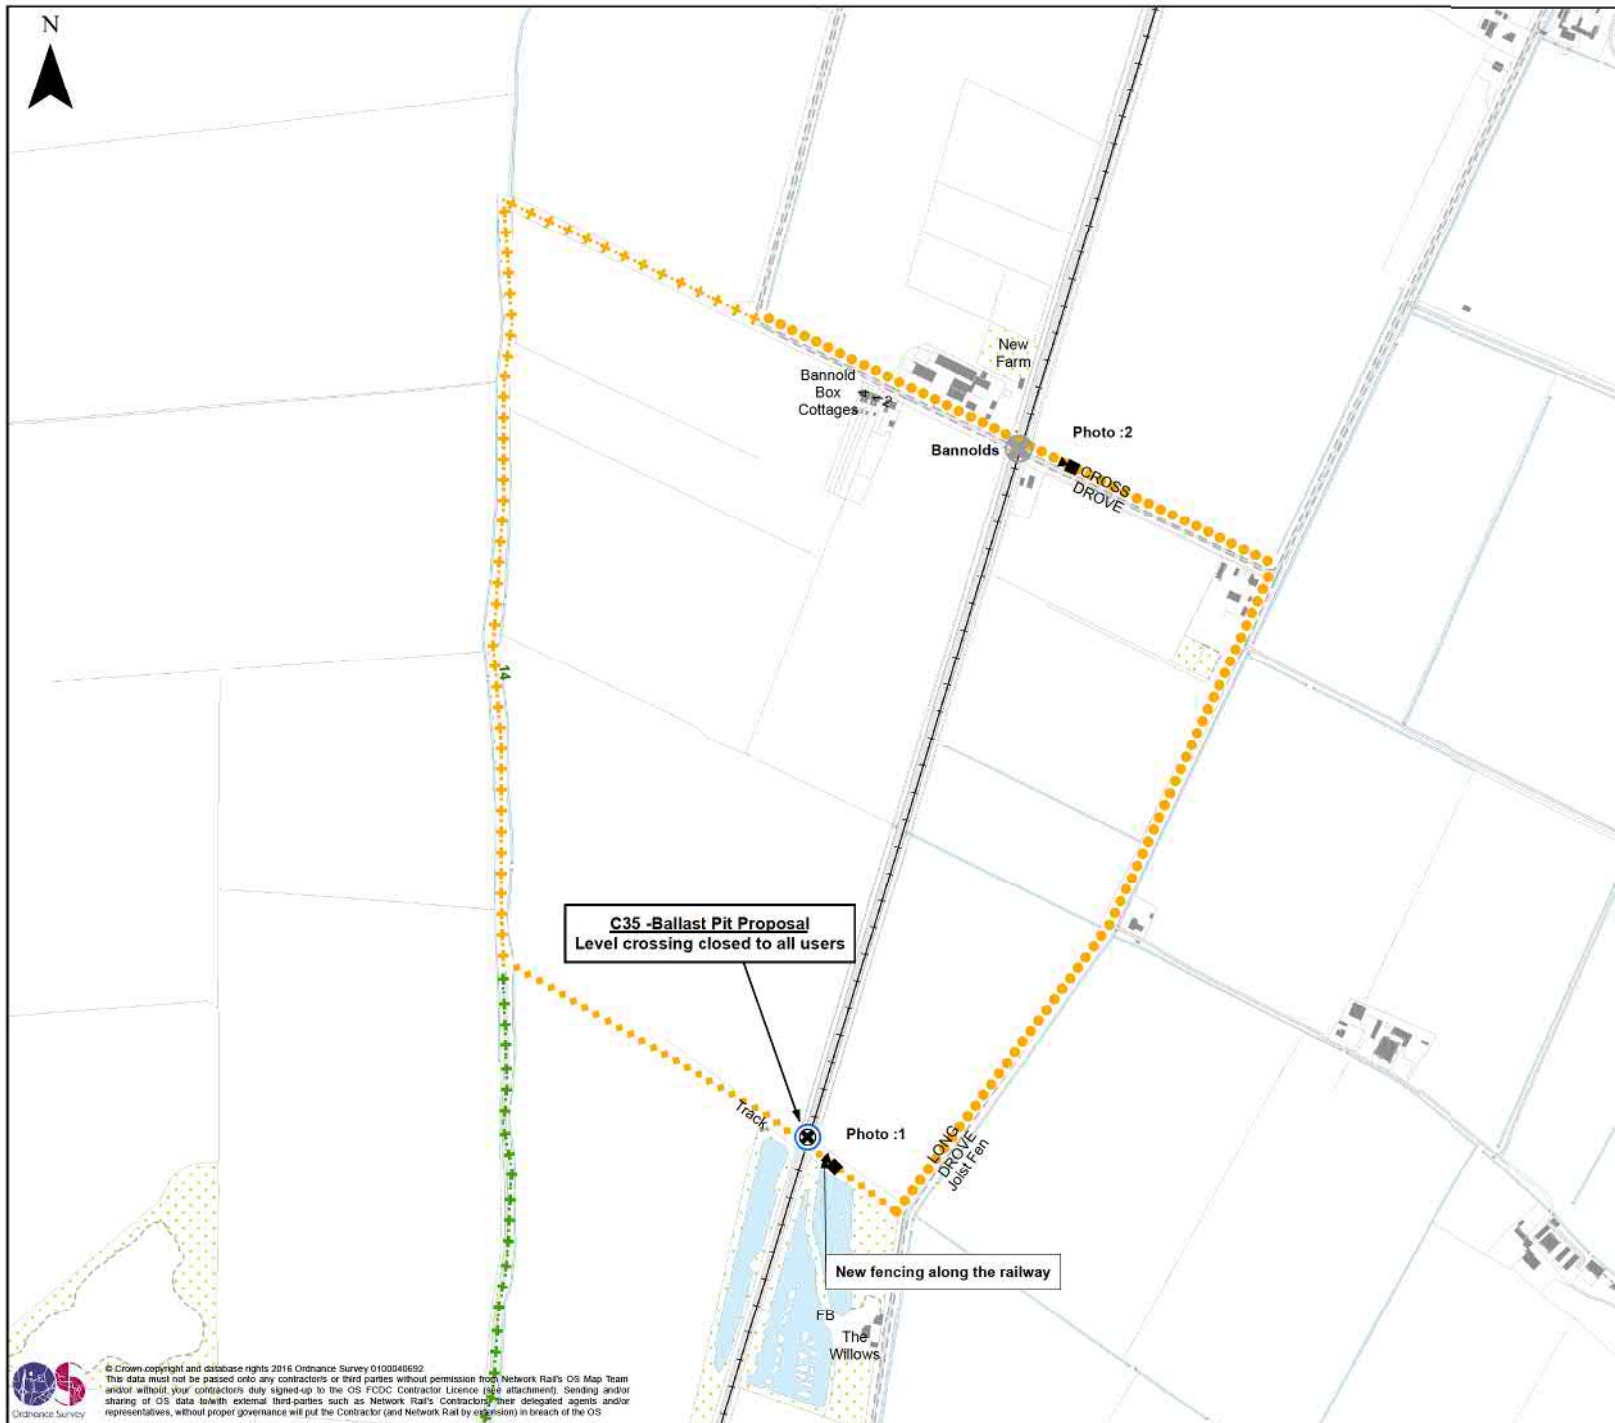 N
New
Farm
Bannold
Box
Cottages
4
2
Photo :2
Bannolds
CROSS
DROVE
14
C35 -Ballast Pit Proposal
Level crossing closed to all users
Track
Photo :1
LONG
DROVE
Joist Fen
New fencing along the railway
FB
The
Willows
© Crown copyright and database rights 2016 Ordnance Survey 0100040692.
This data must not be passed onto any contractor/s or third parties without permission from Network Rail's OS Map Team
and/or without your contractor/s duly signed-up to the OS FCDC Contractor Licence (see attachment). Sending and/or
sharing of OS data to/with external third-parties such as Network Rail's Contractors, their delegated agents and/or
representatives, without proper governance will put the Contractor (and Network Rail by extension) in breach of the OS
Ordnance Survey